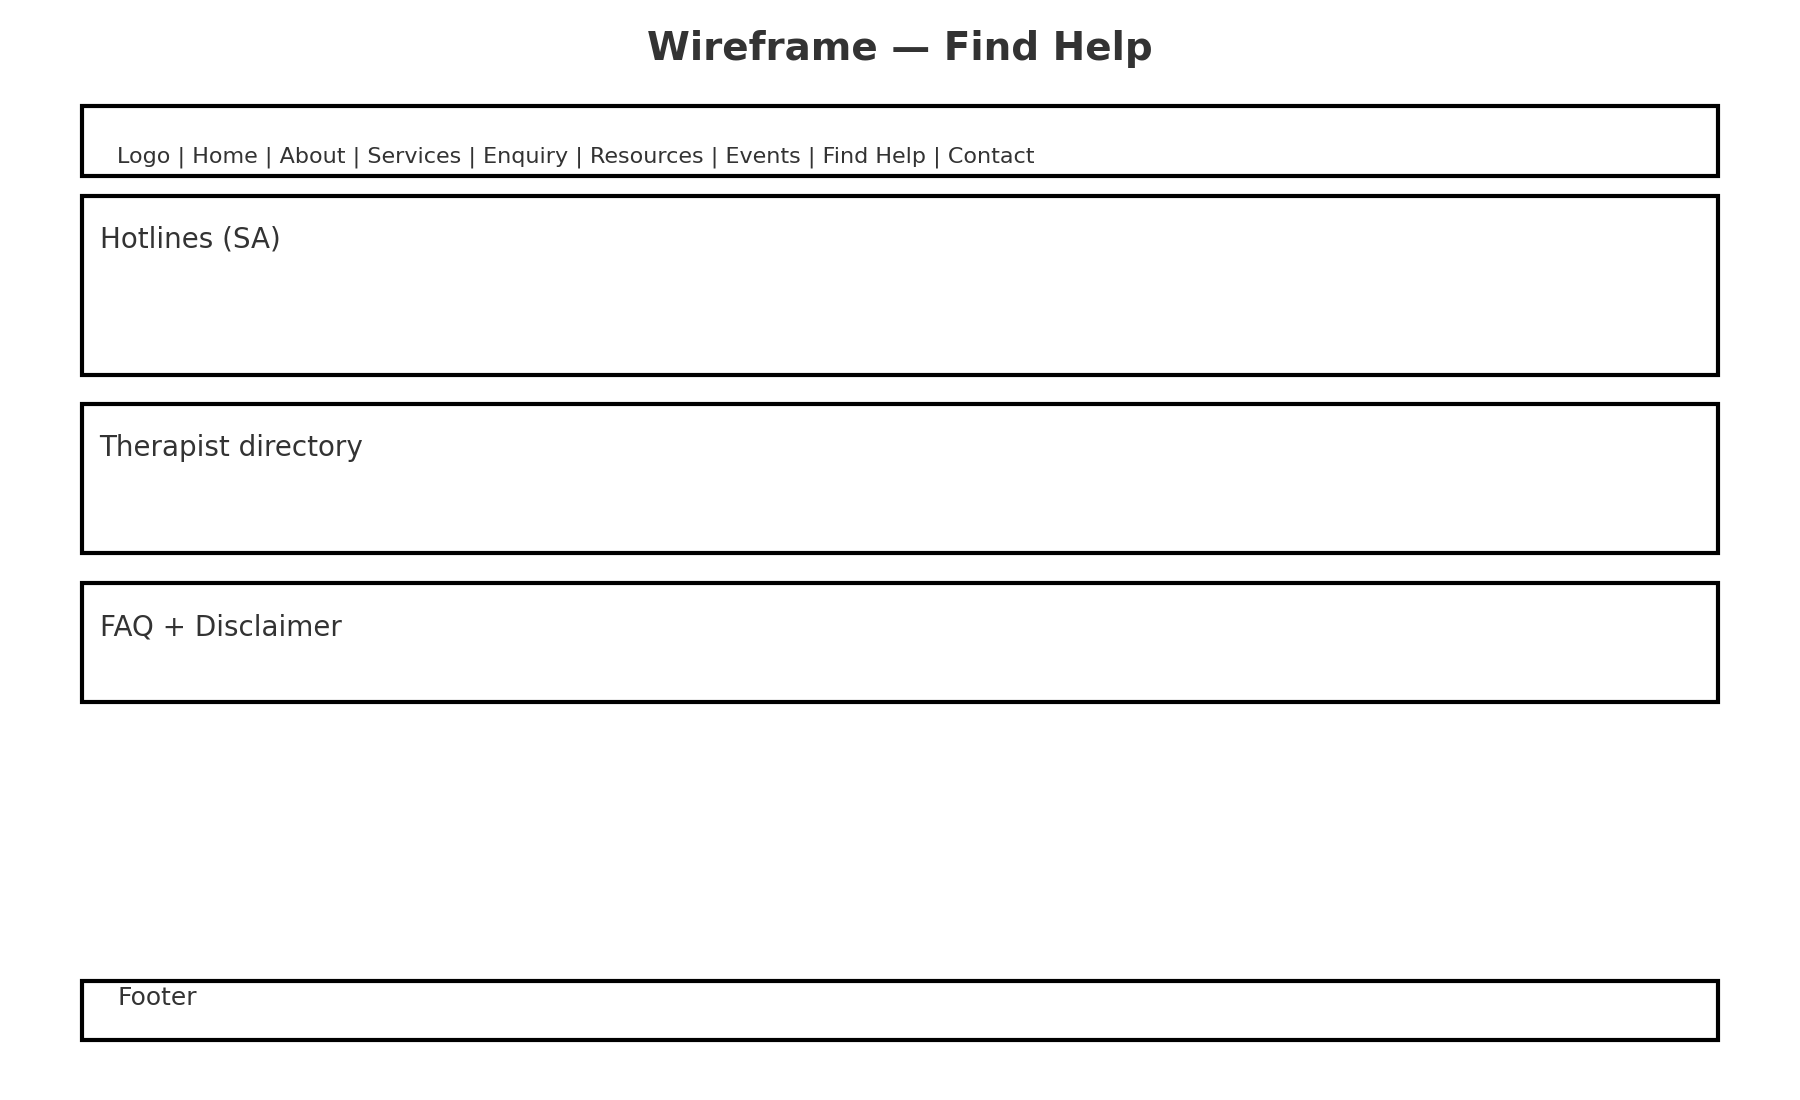 Wireframe — Find Help
Logo | Home | About | Services | Enquiry | Resources | Events | Find Help | Contact
Hotlines (SA)
Therapist directory
FAQ + Disclaimer
Footer